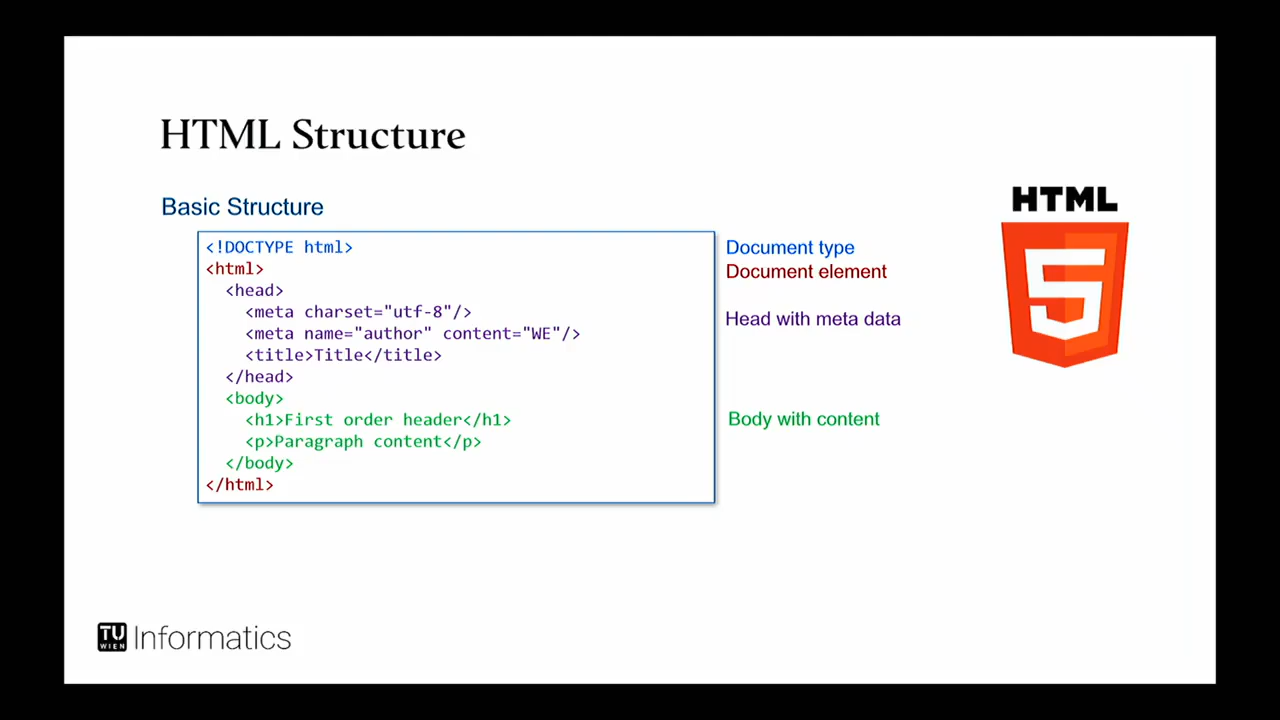 HTML Structure
Basic Structure
HTML
5
<!DOCTYPE html>
<html>
  <head>
    <meta charset="utf-8"/>
    <meta name="author" content="WE"/>
    <title>Title</title>
  </head>
  <body>
    <h1>First order header</h1>
    <p>Paragraph content</p>
  </body>
</html>
Document type
Document element
Head with meta data
Body with content
TU
WIEN
Informatics